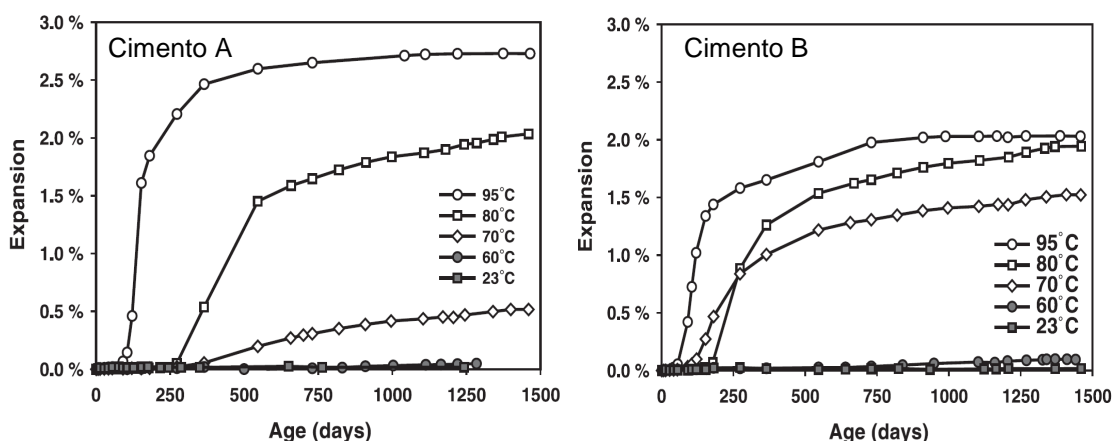 Cimento A
Expansion
3.0 %
2.5 %
2.0 %
1.5 %
1.0 %
0.5 %
0.0 %
0 250 500 750 1000 1250 1500
Age (days)
95°C
80°C
70°C
60°C
23°C
Cimento B
Expansion
3.0 %
2.5 %
2.0 %
1.5 %
1.0 %
0.5 %
0.0 %
0 250 500 750 1000 1250 1500
Age (days)
95°C
80°C
70°C
60°C
23°C